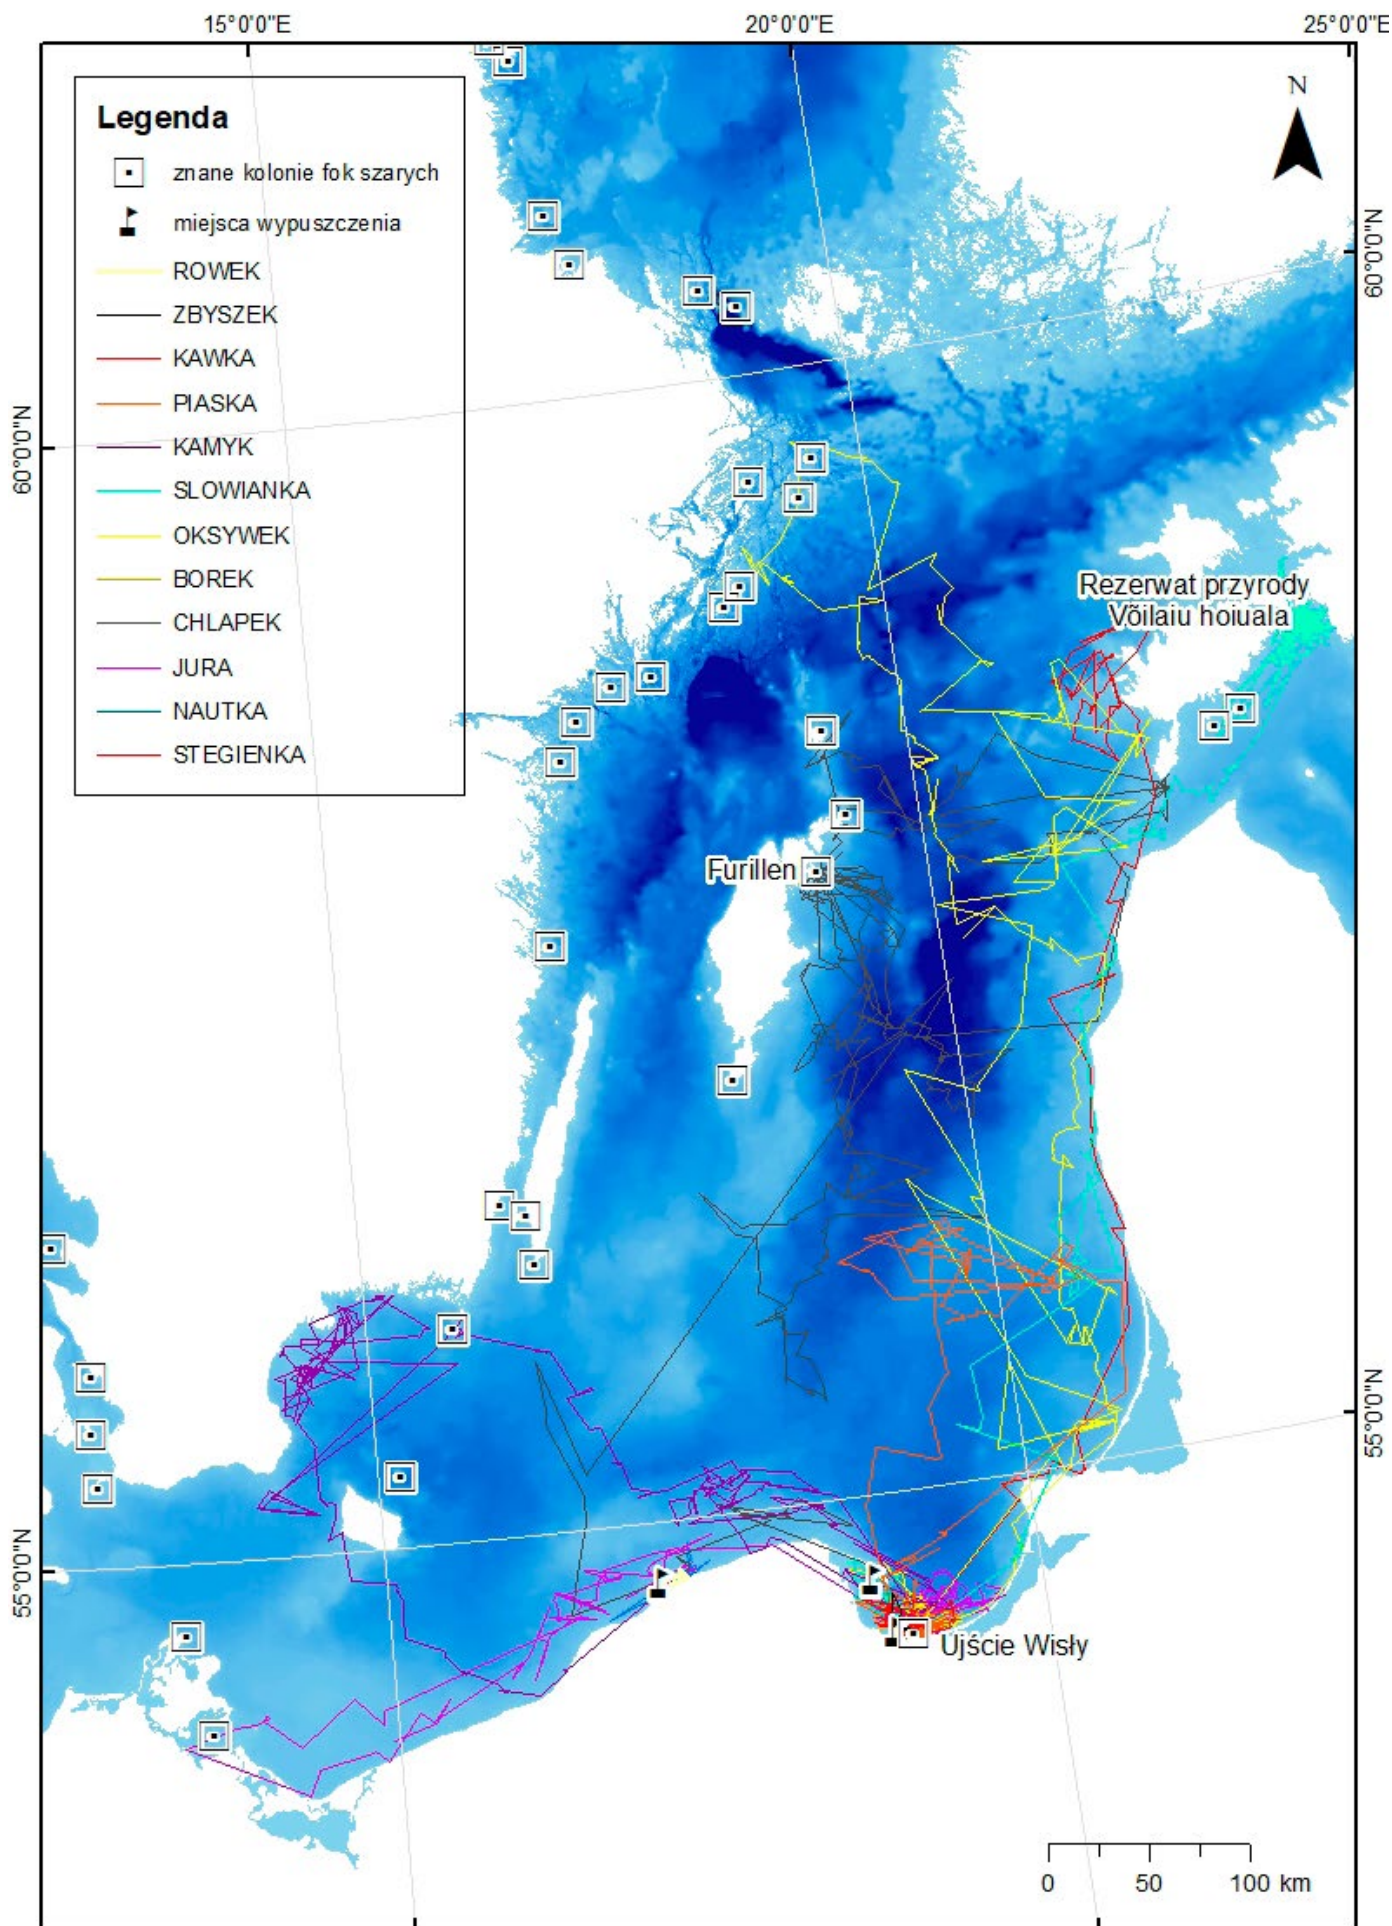 15°0'0"E
20°0'0"E
25°0'0"E
N
Legenda
znane kolonie fok szarych
miejsca wypuszczenia
ROWEK
ZBYSZEK
KAWKA
PIASKA
KAMYK
SLOWIANKA
OKSYWEK
BOREK
CHLAPEK
JURA
NAUTKA
STEGIENKA
60°0'0"N
60°0'0"N
Rezerwat przyrody
Võilaiu hoiuala
Furillen
55°0'0"N
55°0'0"N
Ujście Wisły
0 50 100 km